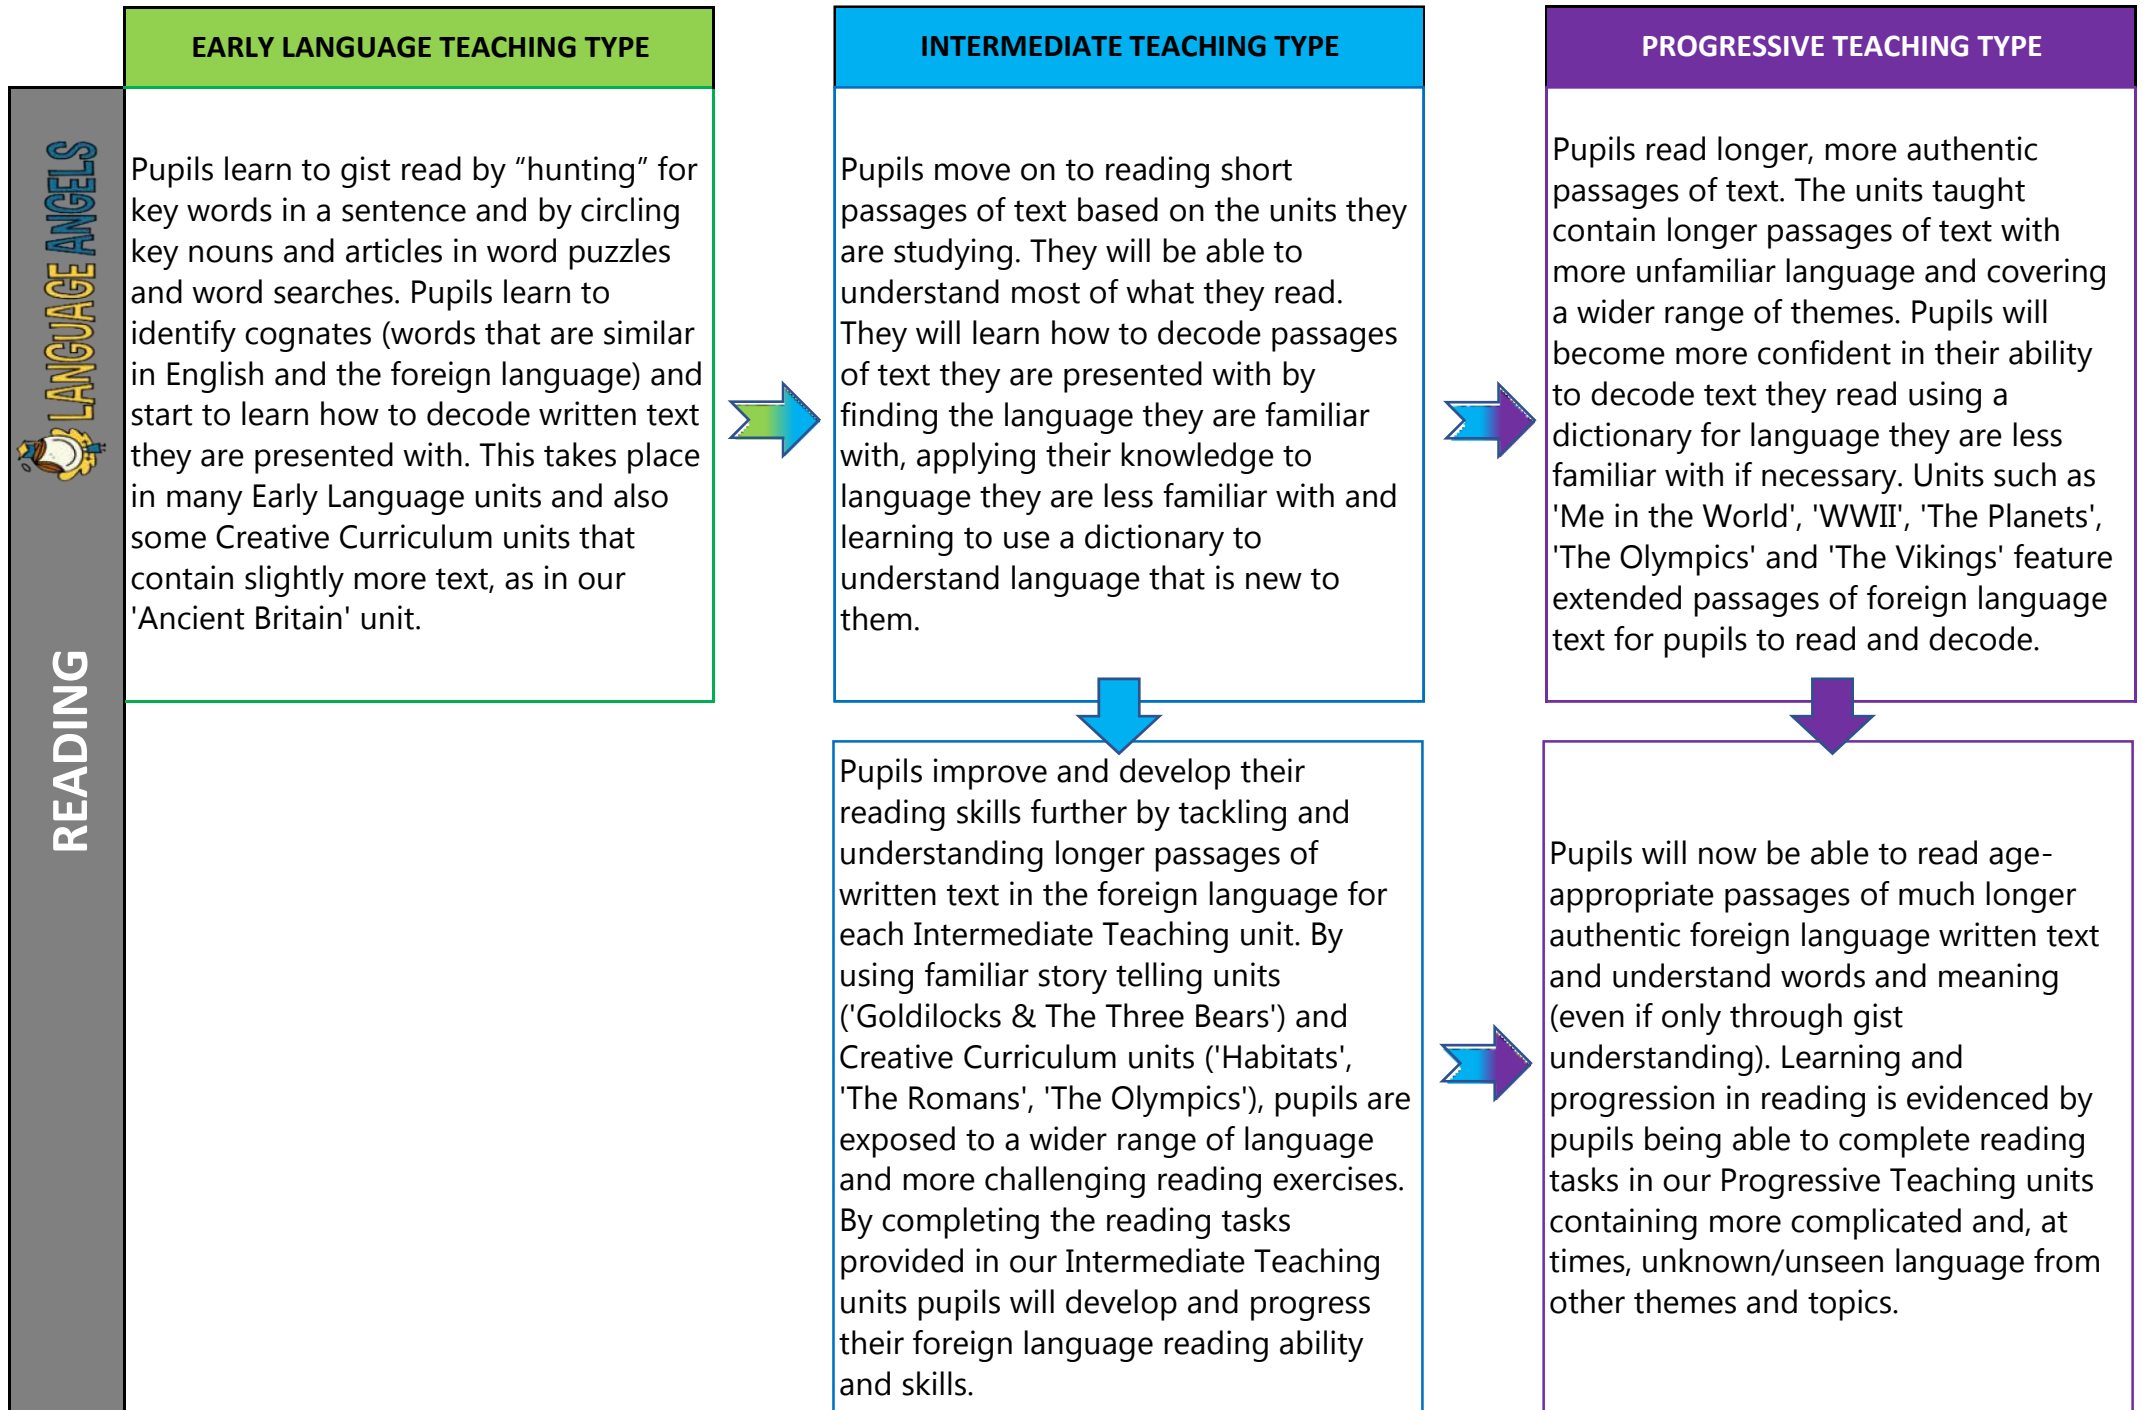 EARLY LANGUAGE TEACHING TYPE
INTERMEDIATE TEACHING TYPE
PROGRESSIVE TEACHING TYPE
LANGUAGE ANGELS
READING
Pupils learn to gist read by “hunting” for
key words in a sentence and by circling
key nouns and articles in word puzzles
and word searches. Pupils learn to
identify cognates (words that are similar
in English and the foreign language) and
start to learn how to decode written text
they are presented with. This takes place
in many Early Language units and also
some Creative Curriculum units that
contain slightly more text, as in our
'Ancient Britain' unit.
Pupils move on to reading short
passages of text based on the units they
are studying. They will be able to
understand most of what they read.
They will learn how to decode passages
of text they are presented with by
finding the language they are familiar
with, applying their knowledge to
language they are less familiar with and
learning to use a dictionary to
understand language that is new to
them.
Pupils read longer, more authentic
passages of text. The units taught
contain longer passages of text with
more unfamiliar language and covering
a wider range of themes. Pupils will
become more confident in their ability
to decode text they read using a
dictionary for language they are less
familiar with if necessary. Units such as
'Me in the World', 'WWII', 'The Planets',
'The Olympics' and 'The Vikings' feature
extended passages of foreign language
text for pupils to read and decode.
Pupils improve and develop their
reading skills further by tackling and
understanding longer passages of
written text in the foreign language for
each Intermediate Teaching unit. By
using familiar story telling units
('Goldilocks & The Three Bears') and
Creative Curriculum units ('Habitats',
'The Romans', 'The Olympics'), pupils are
exposed to a wider range of language
and more challenging reading exercises.
By completing the reading tasks
provided in our Intermediate Teaching
units pupils will develop and progress
their foreign language reading ability
and skills.
Pupils will now be able to read age-
appropriate passages of much longer
authentic foreign language written text
and understand words and meaning
(even if only through gist
understanding). Learning and
progression in reading is evidenced by
pupils being able to complete reading
tasks in our Progressive Teaching units
containing more complicated and, at
times, unknown/unseen language from
other themes and topics.